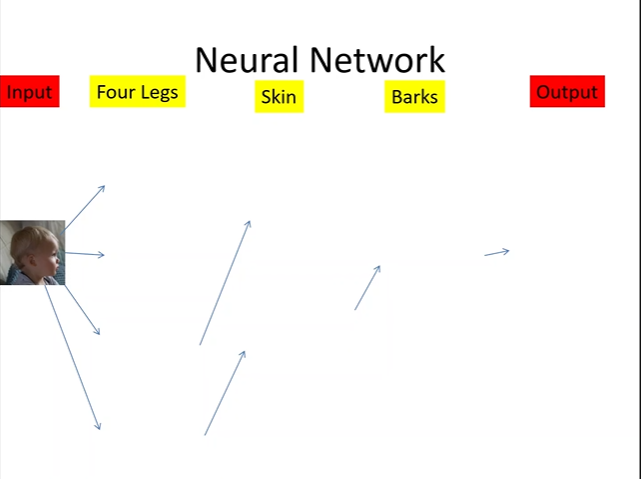 Neural Network
Input
Four Legs
Skin
Barks
Output